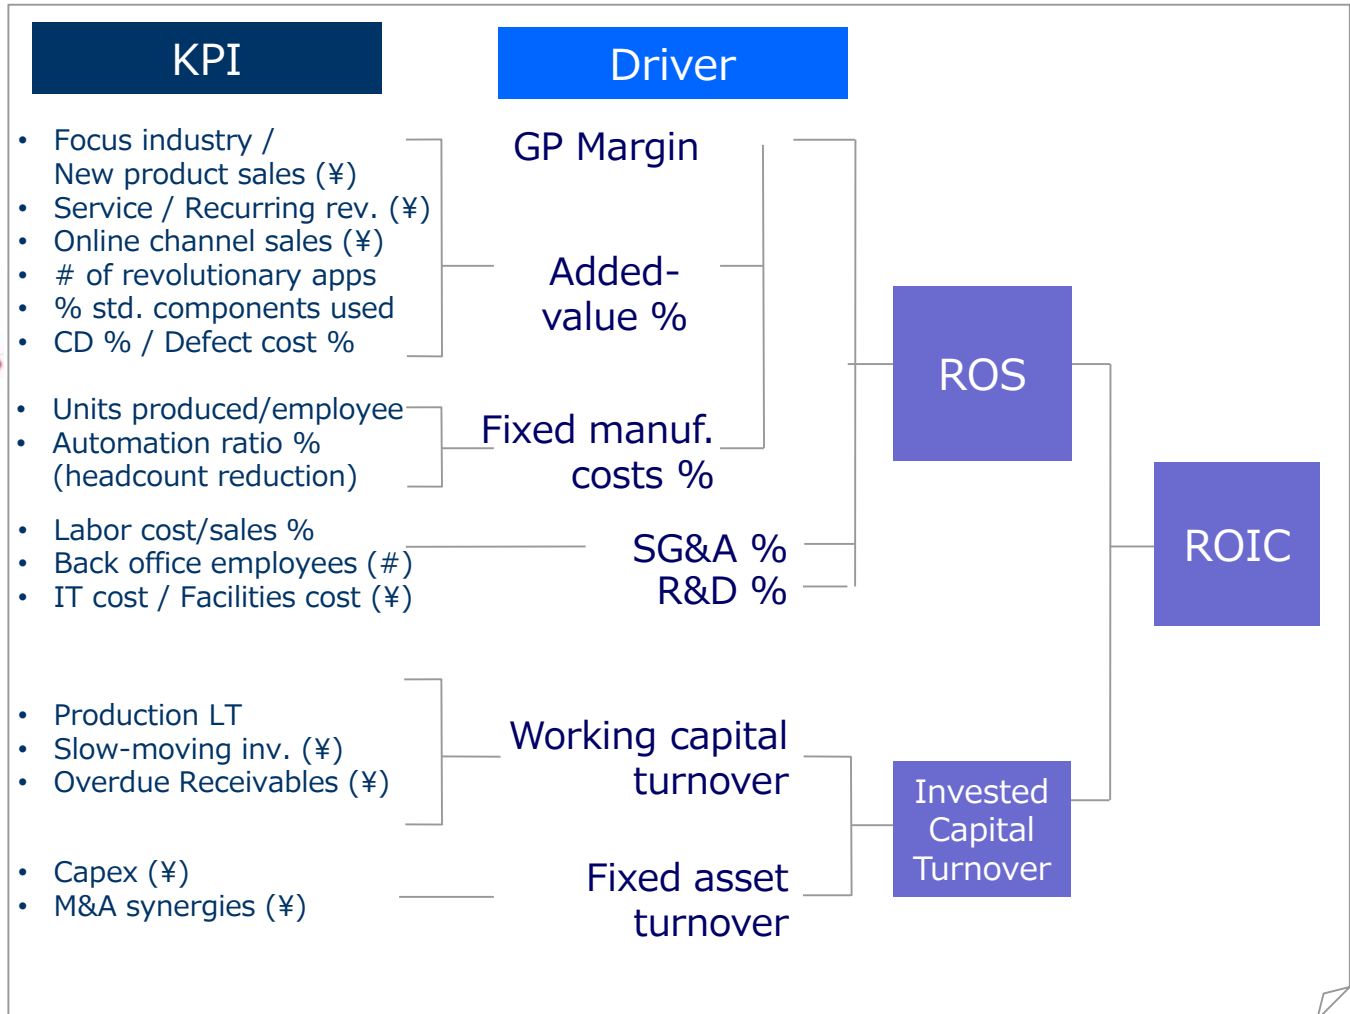 KPI
Driver
• Focus industry /
New product sales (¥)
• Service / Recurring rev. (¥)
• Online channel sales (¥)
• # of revolutionary apps
• % std. components used
• CD % / Defect cost %
• Units produced/employee
• Automation ratio %
(headcount reduction)
• Labor cost/sales %
• Back office employees (#)
• IT cost / Facilities cost (¥)
• Production LT
• Slow-moving inv. (¥)
• Overdue Receivables (¥)
• Capex (¥)
• M&A synergies (¥)
GP Margin
Added-
value %
Fixed manuf.
costs %
SG&A %
R&D %
Working capital
turnover
Fixed asset
turnover
ROS
Invested
Capital
Turnover
ROIC